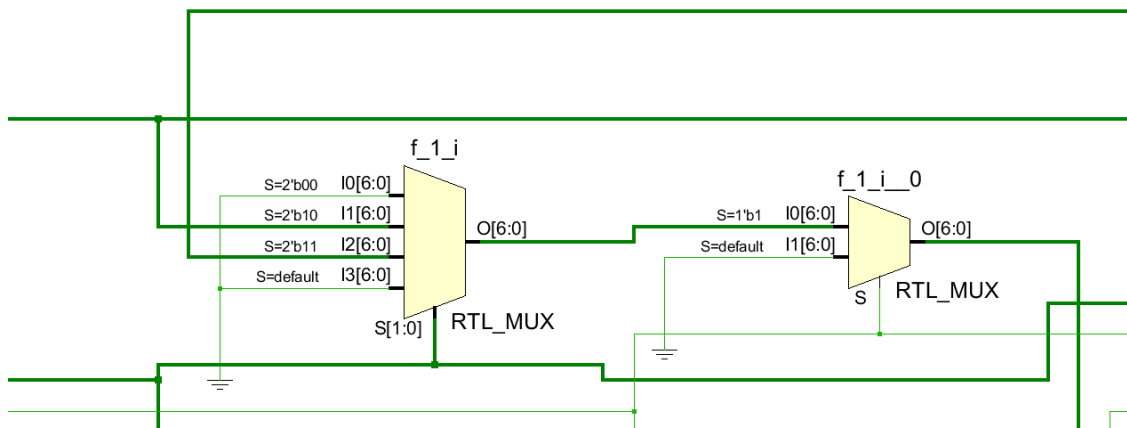 f_1_i
S=2'b00 I0[6:0]
S=2'b10 I1[6:0]
S=2'b11 I2[6:0]
S=default I3[6:0]
O[6:0]
S[1:0]
RTL_MUX
f_1_i__0
S=1'b1 I0[6:0]
S=default I1[6:0]
O[6:0]
S
RTL_MUX